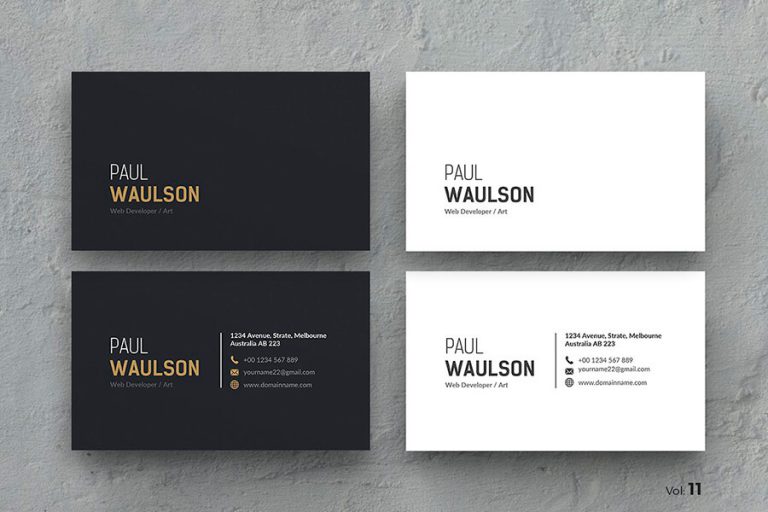 PAUL
WAULSON
Web Developer / Art
PAUL
WAULSON
Web Developer / Art
PAUL
WAULSON
Web Developer / Art
1234 Avenue, Strate, Melbourne
Australia AB 223
+00 1234 567 889
yourname22@gmail.com
www.domainname.com
PAUL
WAULSON
Web Developer / Art
1234 Avenue, Strate, Melbourne
Australia AB 223
+00 1234 567 889
yourname22@gmail.com
www.domainname.com
Vol: 11